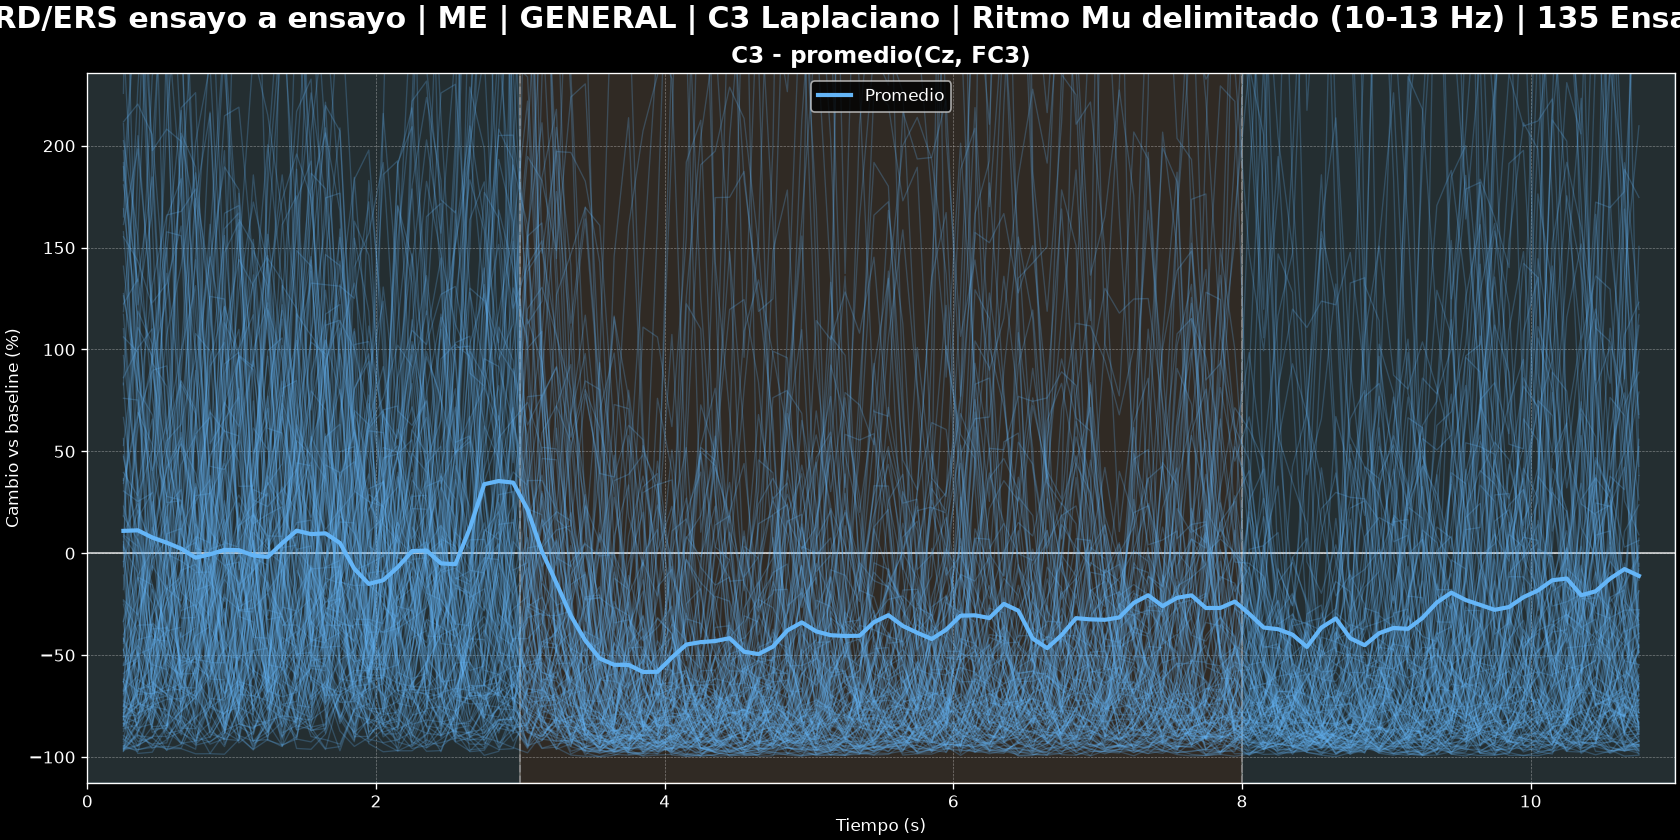 RD/ERS ensayo a ensayo | ME | GENERAL | C3 Laplaciano | Ritmo Mu delimitado (10-13 Hz) | 135 Ensa
C3 - promedio(Cz, FC3)
Promedio
Cambio vs baseline (%)
200
150
100
50
0
−50
−100
0 2 4 6 8 10
Tiempo (s)